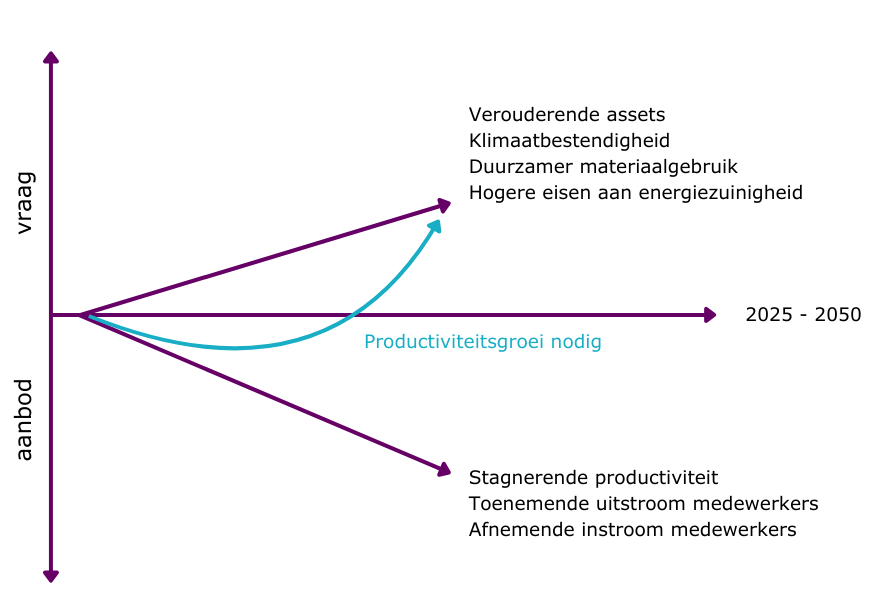 vraag
Verouderende assets
Klimaatbestendigheid
Duurzamer materiaalgebruik
Hogere eisen aan energiezuinigheid
2025 - 2050
Productiviteitsgroei nodig
aanbod
Stagnerende productiviteit
Toenemende uitstroom medewerkers
Afnemende instroom medewerkers